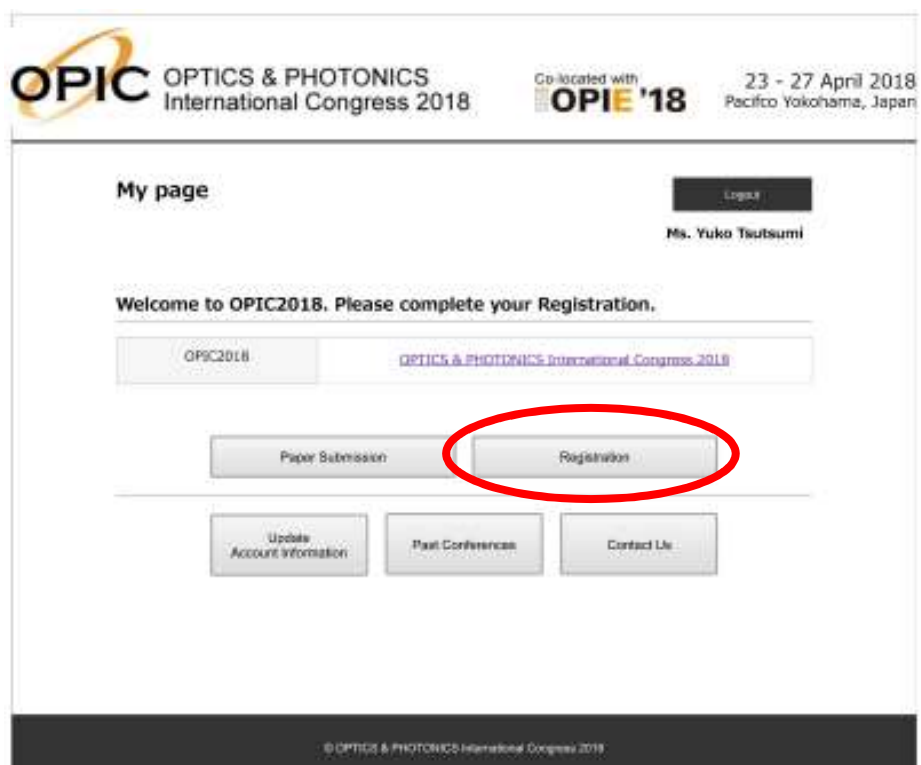 OPIC OPTICS & PHOTONICS
International Congress 2018
Co-located with
OPIE '18
23 - 27 April 2018
Pacifco Yokohama, Japan
My page
Logout
Ms. Yuko Tsutsumi
Welcome to OPIC2018. Please complete your Registration.
OPIC2018 OPTICS & PHOTONICS International Congress 2018
Paper Submission Registration
Update
Account Information
Past Conferences
Contact Us
© OPTICS & PHOTONICS International Congress 2018